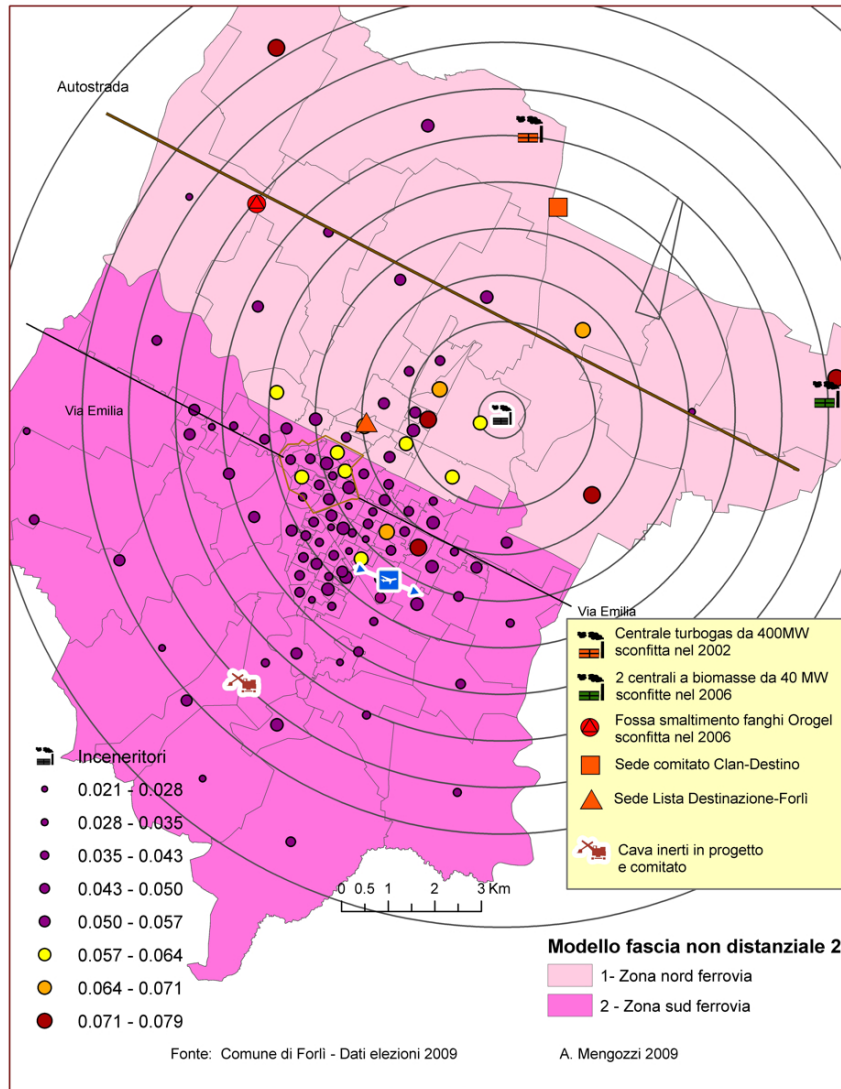 Autostrada
Via Emilia
Via Emilia
Centrale turbogas da 400MW
sconfitta nel 2002
2 centrali a biomasse da 40 MW
sconfitte nel 2006
Fossa smaltimento fanghi Orogel
sconfitta nel 2006
Sede comitato Clan-Destino
Sede Lista Destinazione-Forlì
Cava inerti in progetto
e comitato
Inceneritori
0.021 - 0.028
0.028 - 0.035
0.035 - 0.043
0.043 - 0.050
0.050 - 0.057
0.057 - 0.064
0.064 - 0.071
0.071 - 0.079
0 0.5 1 2 3 Km
Modello fascia non distanziale 2
1- Zona nord ferrovia
2 - Zona sud ferrovia
Fonte: Comune di Forlì - Dati elezioni 2009 A. Mengozzi 2009